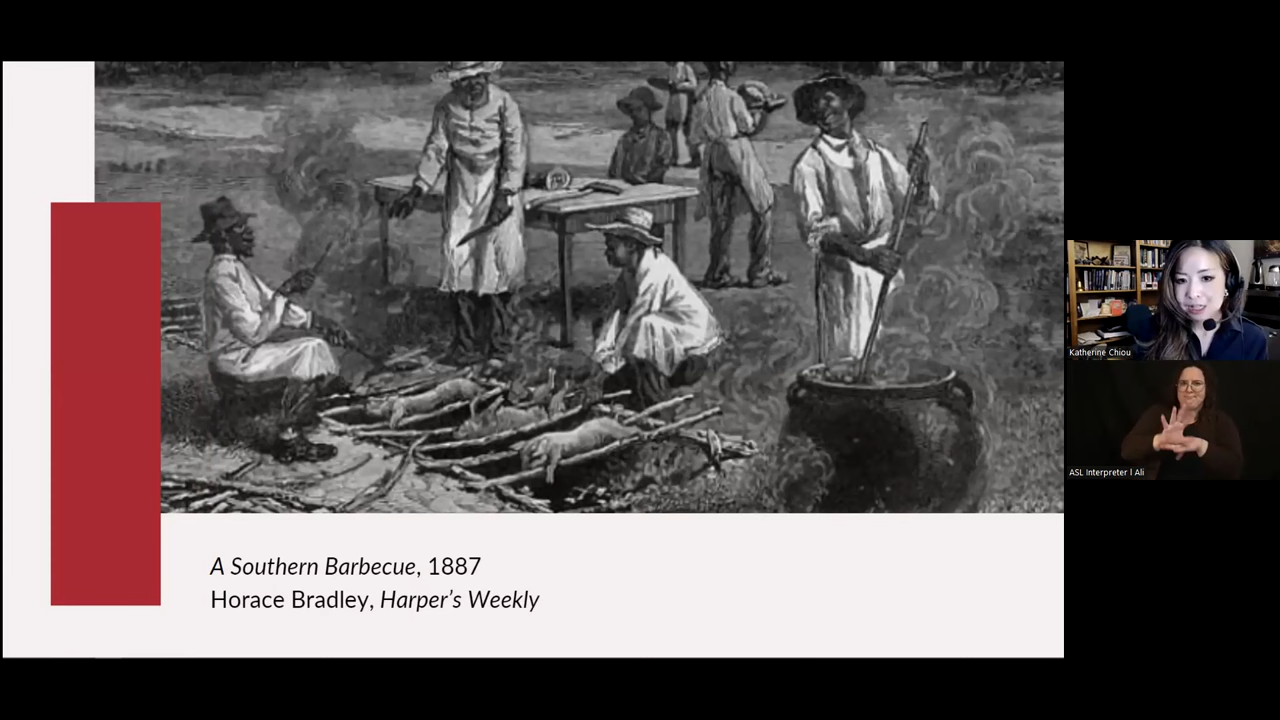 A Southern Barbecue, 1887
Horace Bradley, Harper's Weekly
Katherine Chiou
ASL Interpreter l Ali